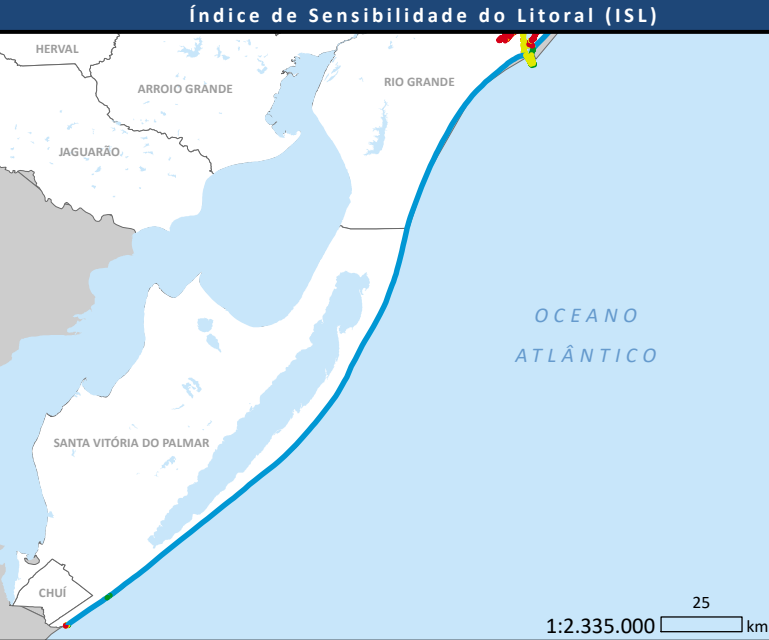 Índice de Sensibilidade do Litoral (ISL)
HERVAL
ARROIO GRANDE
RIO GRANDE
JAGUARÃO
OCEANO
ATLÂNTICO
SANTA VITÓRIA DO PALMAR
CHUÍ
25
1:2.335.000 km